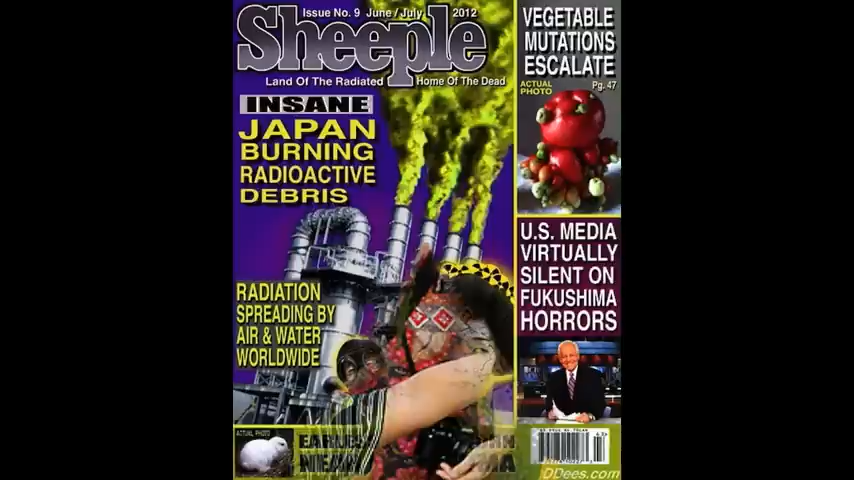 Issue No. 9 June / July 2012
Sheeple
Land Of The Radiated Home Of The Dead
INSANE
JAPAN
BURNING
RADIOACTIVE
DEBRIS
RADIATION
SPREADING BY
AIR & WATER
WORLDWIDE
ACTUAL PHOTO
VEGETABLE
MUTATIONS
ESCALATE
Pg. 47
ACTUAL
PHOTO
U.S. MEDIA
VIRTUALLY
SILENT ON
FUKUSHIMA
HORRORS
DDees.com